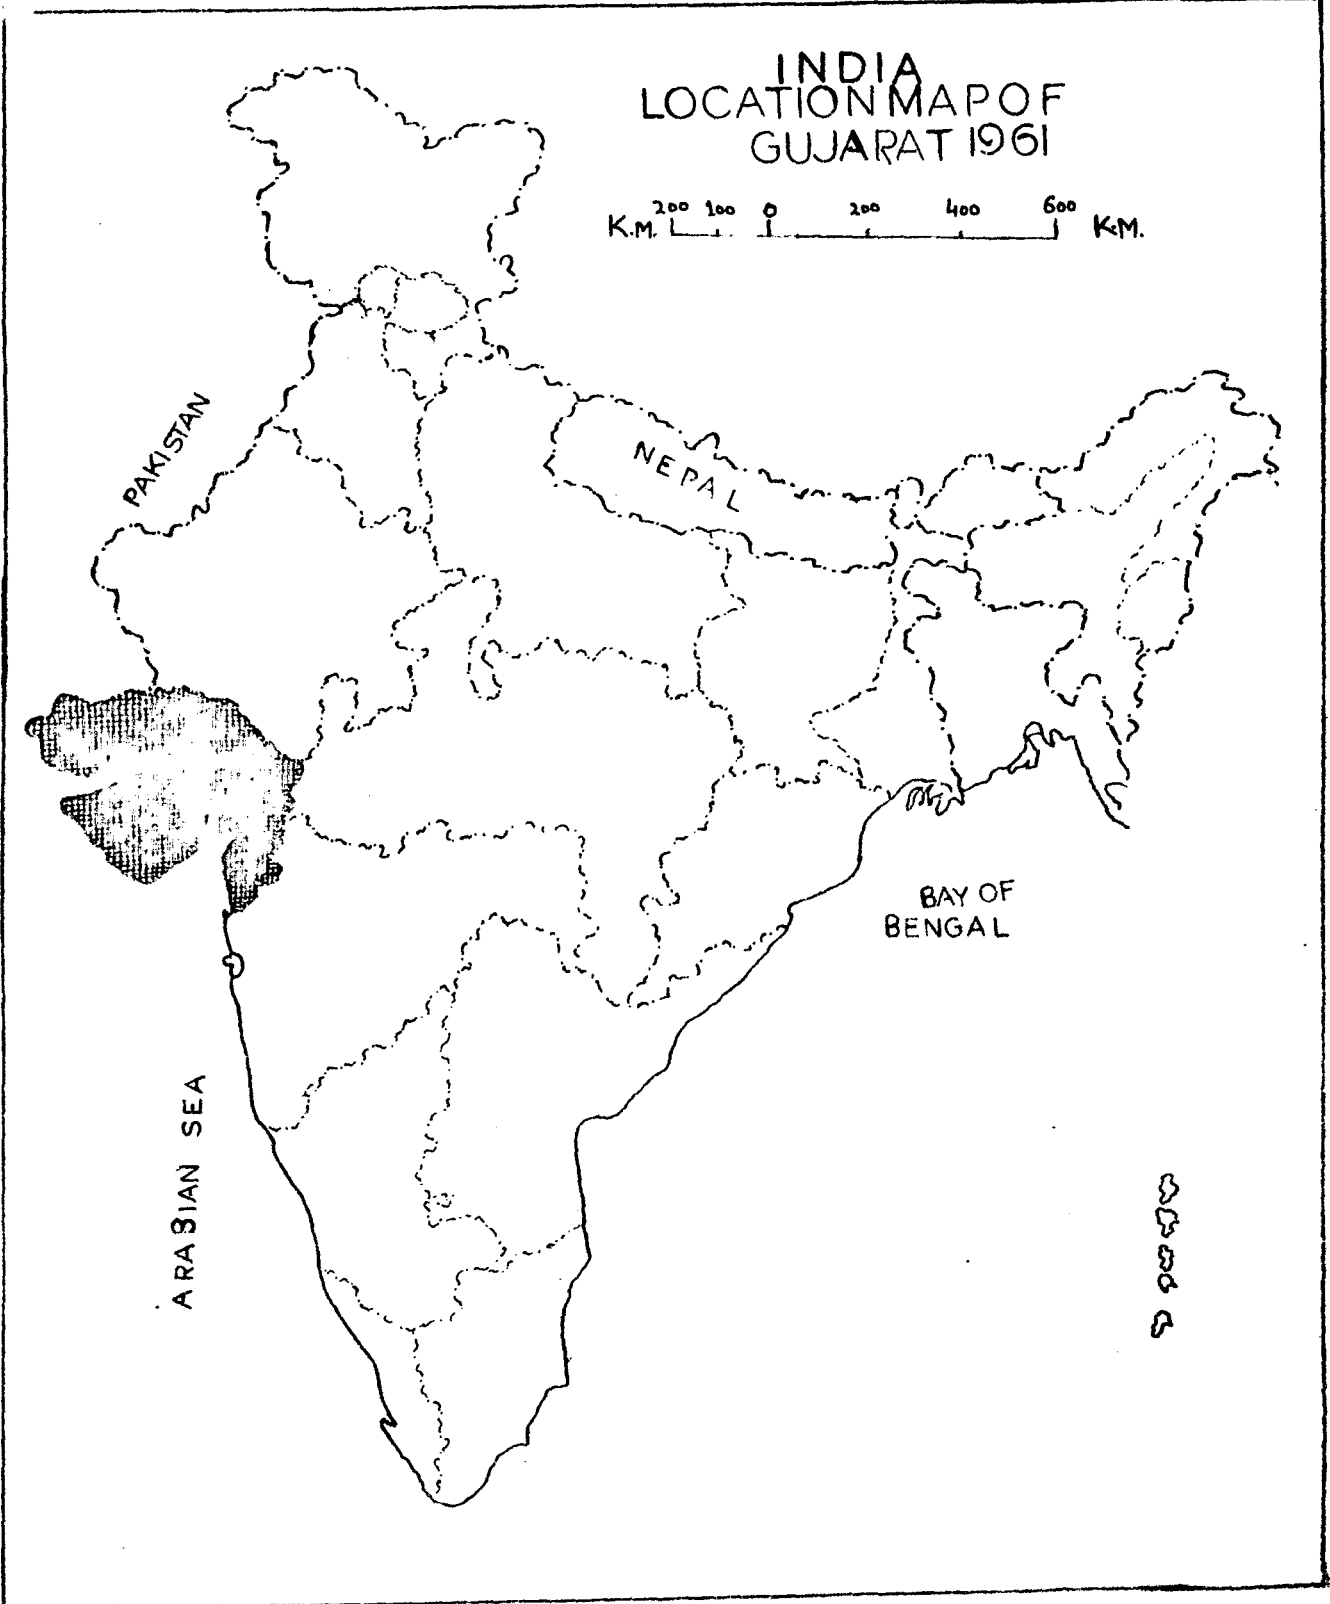 INDIA
LOCATION MAP OF
GUJARAT 1961
K.M. 200 100 0 200 400 600 K.M.
PAKISTAN
NEPAL
BAY OF
BENGAL
ARABIAN SEA